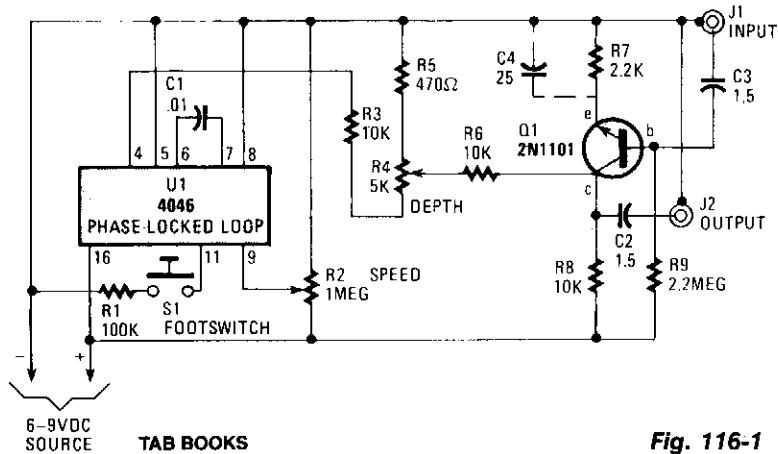 J1
INPUT
C4
25
R7
2.2K
C3
1,5
R5
470Ω
C1
.01
R3
10K
Q1
2N1101
e
b
c
R6
10K
4 5 6 7 8
U1
4046
PHASE-LOCKED LOOP
16 11 9
R4
5K
DEPTH
J2
OUTPUT
C2
1.5
R2
1MEG
SPEED
R8
10K
R9
2.2MEG
R1
100K
S1
FOOTSWITCH
- +
6-9VDC
SOURCE
TAB BOOKS
Fig. 116-1